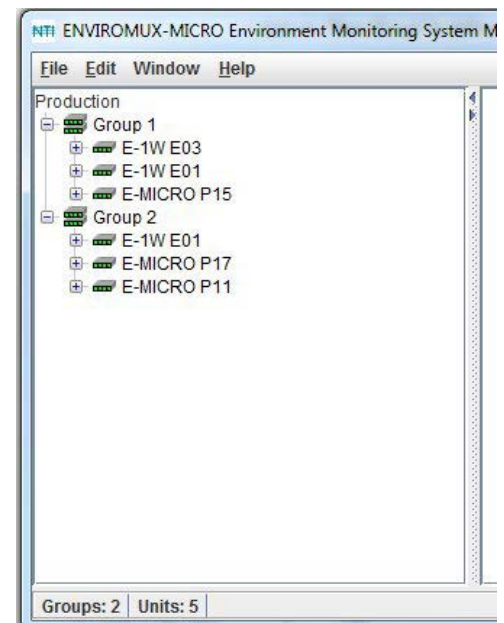 NTI ENVIROMUX-MICRO Environment Monitoring System M
File Edit Window Help
Production
Group 1
E-1W E03
E-1W E01
E-MICRO P15
Group 2
E-1W E01
E-MICRO P17
E-MICRO P11
Groups: 2 Units: 5